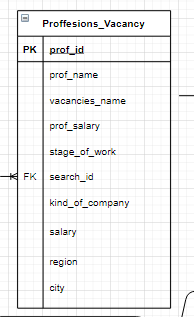 Proffesions_Vacancy
PK prof_id
prof_name
vacancies_name
prof_salary
stage_of_work
FK search_id
kind_of_company
salary
region
city